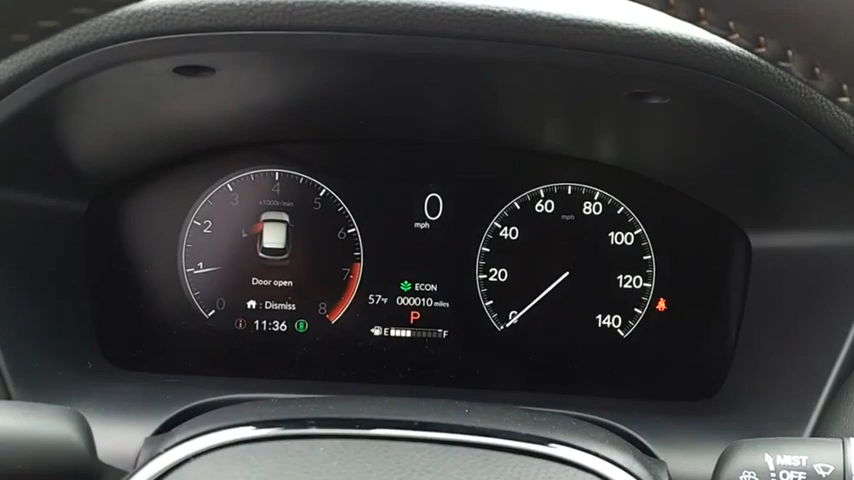 0
mph
0
1
2
3
4
5
6
7
8
x1000r/min
Door open
: Dismiss
11:36
ECON
57°F
000010 miles
P
E
F
0
20
40
60
80
100
120
140
mph
MIST
OFF